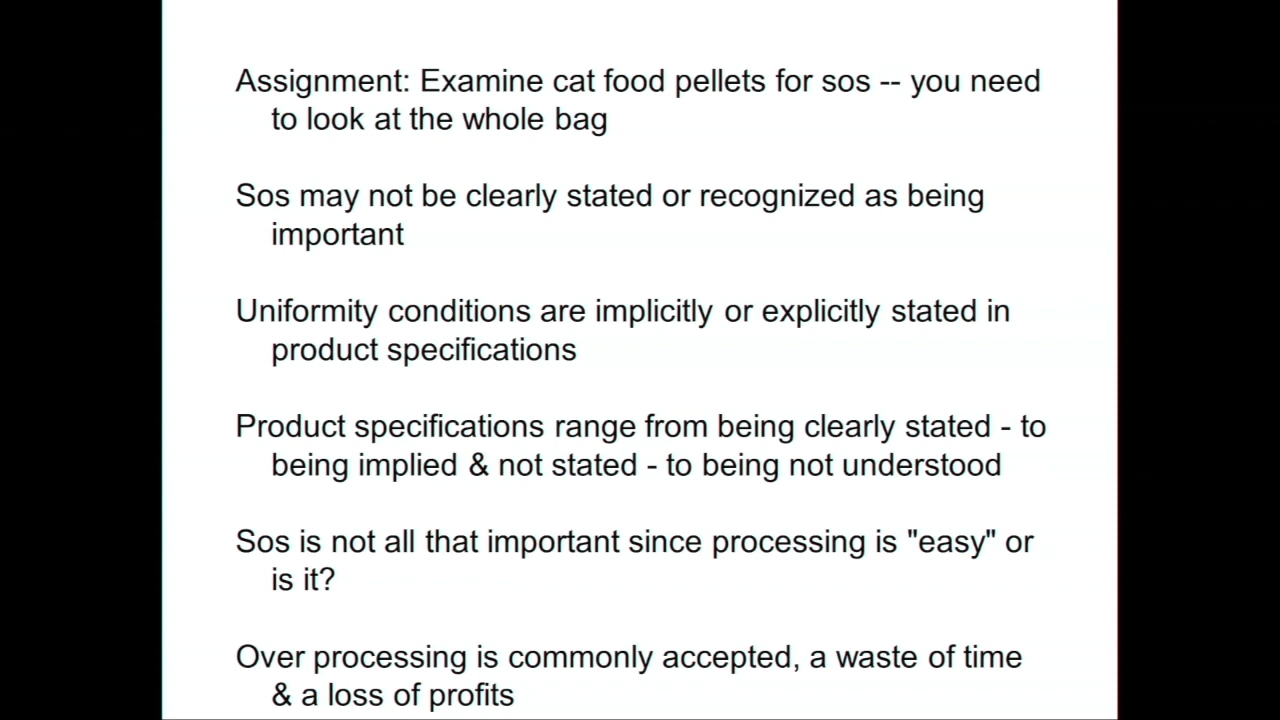 Assignment: Examine cat food pellets for sos -- you need
to look at the whole bag
Sos may not be clearly stated or recognized as being
important
Uniformity conditions are implicitly or explicitly stated in
product specifications
Product specifications range from being clearly stated - to
being implied & not stated - to being not understood
Sos is not all that important since processing is "easy" or
is it?
Over processing is commonly accepted, a waste of time
& a loss of profits